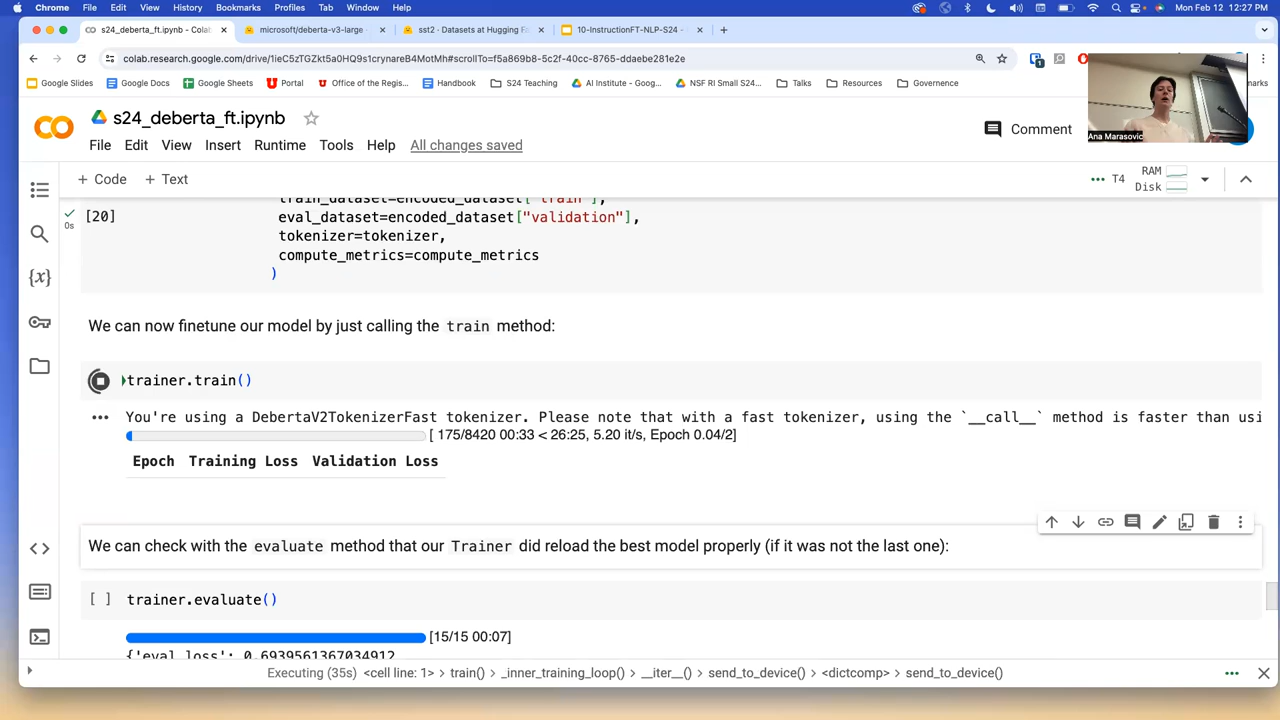 Chrome File Edit View History Bookmarks Profiles Tab Window Help
Mon Feb 12 12:27 PM
s24_deberta_ft.ipynb - Colab
microsoft/deberta-v3-large ·
sst2 · Datasets at Hugging Fa
10-InstructionFT-NLP-S24 -
colab.research.google.com/drive/1ieC5zTGZkt5a0HQ9s1crynareB4MotMh#scrollTo=f5a869b8-5c2f-40cc-8765-ddaebe281e2e
Google Slides Google Docs Google Sheets Portal Office of the Regis... Handbook S24 Teaching AI Institute - Goog... NSF RI Small S24... Talks Resources Governence
Ana Marasovic
s24_deberta_ft.ipynb
Comment
File Edit View Insert Runtime Tools Help All changes saved
+ Code + Text
T4 RAM
Disk
train_dataset=encoded_dataset["train"],
[20] eval_dataset=encoded_dataset["validation"],
0s
tokenizer=tokenizer,
compute_metrics=compute_metrics
)
We can now finetune our model by just calling the train method:
trainer.train()
You're using a DebertaV2TokenizerFast tokenizer. Please note that with a fast tokenizer, using the `__call__` method is faster than usi
[ 175/8420 00:33 < 26:25, 5.20 it/s, Epoch 0.04/2]
Epoch Training Loss Validation Loss
We can check with the evaluate method that our Trainer did reload the best model properly (if it was not the last one):
[ ] trainer.evaluate()
[15/15 00:07]
{'eval_loss': 0.6939561367034912,
Executing (35s) <cell line: 1> > train() > _inner_training_loop() > __iter__() > send_to_device() > <dictcomp> > send_to_device()